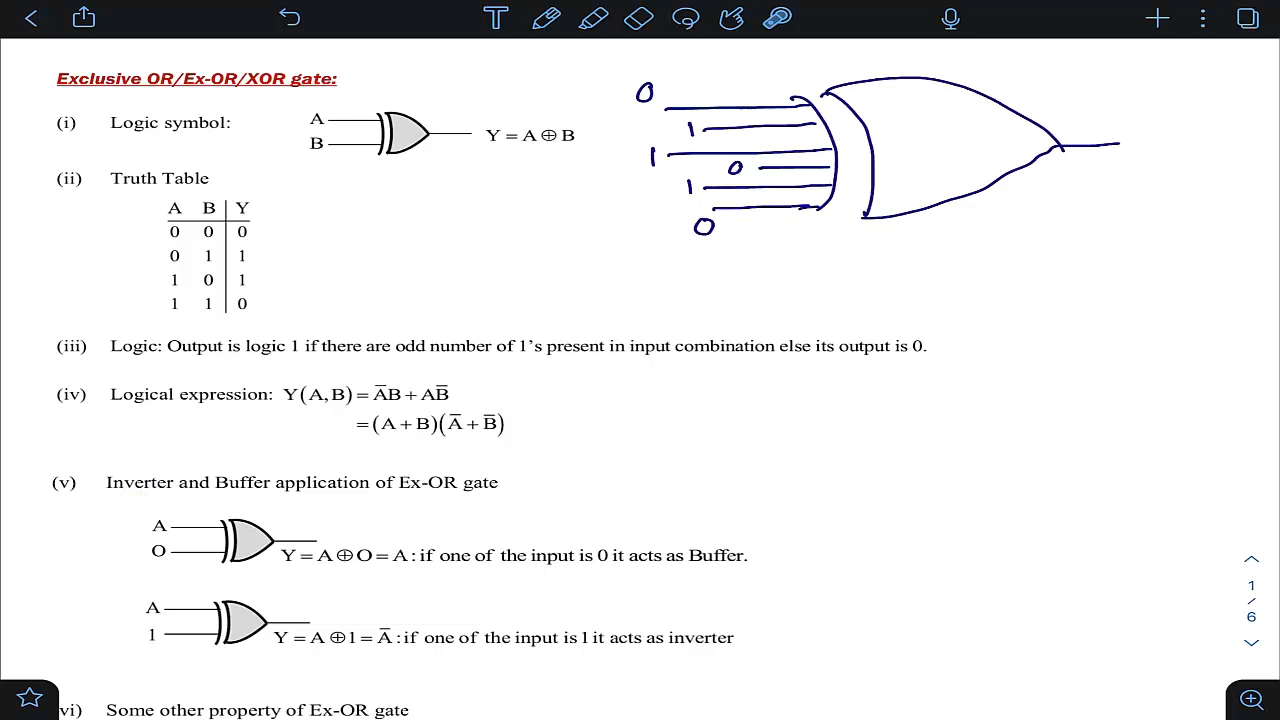 Exclusive OR/Ex-OR/XOR gate:
(i) Logic symbol:
A
B
Y = A ⊕ B
(ii) Truth Table
A B Y
0 0 0
0 1 1
1 0 1
1 1 0
0
1
1
0
1
0
(iii) Logic: Output is logic 1 if there are odd number of 1's present in input combination else its output is 0.
(iv) Logical expression: Y(A,B) = A̅B + AB̅
= (A + B)(A̅ + B̅)
(v) Inverter and Buffer application of Ex-OR gate
A
O
Y = A ⊕ O = A : if one of the input is 0 it acts as Buffer.
A
1
Y = A ⊕ 1 = A̅ : if one of the input is 1 it acts as inverter
vi) Some other property of Ex-OR gate
1
/
6